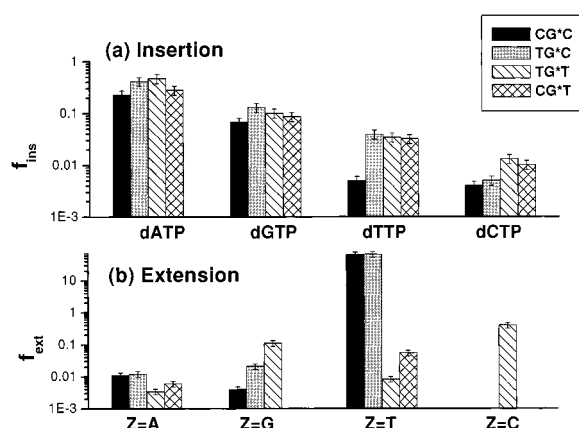 CG*C
TG*C
TG*T
CG*T
(a) Insertion
f_ins
1
0.1
0.01
1E-3
dATP dGTP dTTP dCTP
(b) Extension
f_ext
10
1
0.1
0.01
1E-3
Z=A Z=G Z=T Z=C